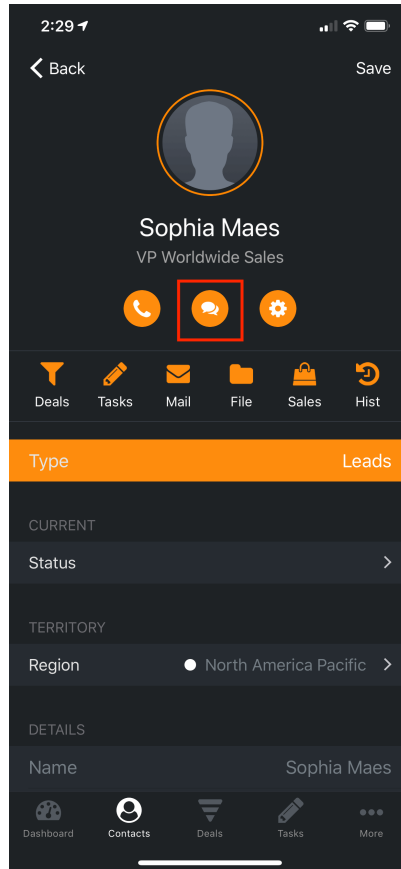 2:29
Back Save
Sophia Maes
VP Worldwide Sales
Deals Tasks Mail File Sales Hist
Type Leads
CURRENT
Status
TERRITORY
Region North America Pacific
DETAILS
Name Sophia Maes
Dashboard Contacts Deals Tasks More